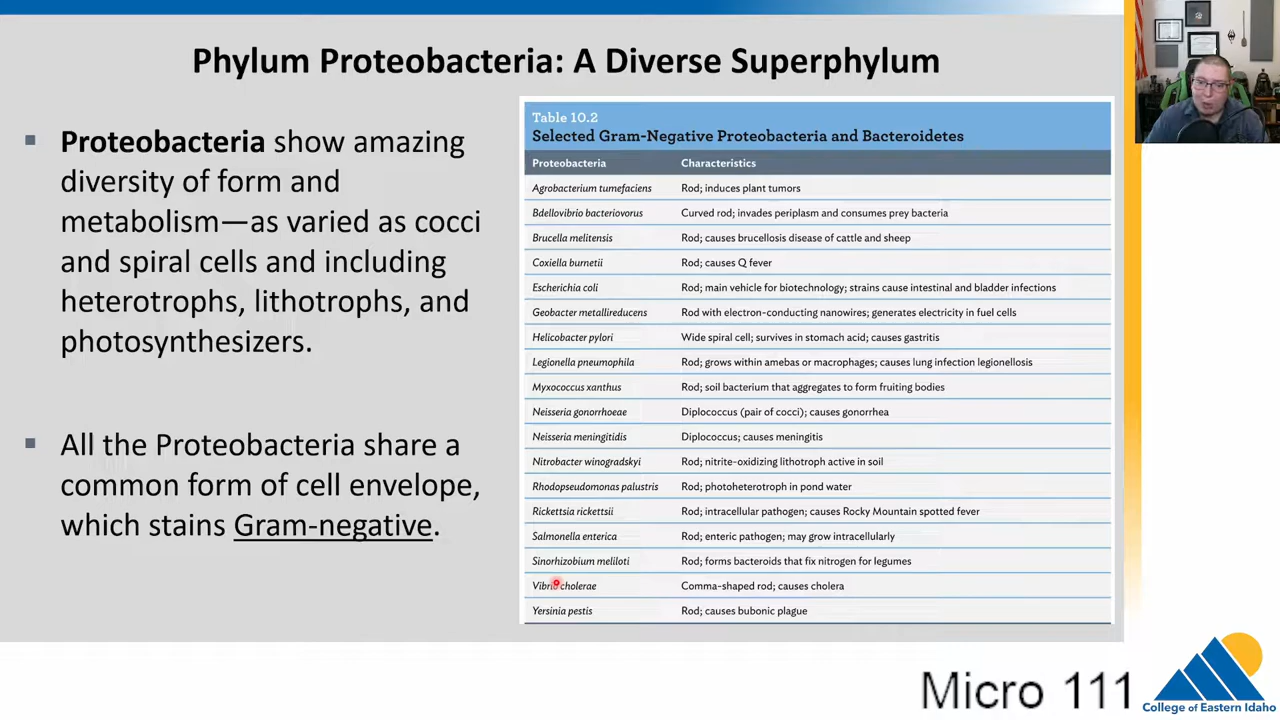 Phylum Proteobacteria: A Diverse Superphylum
▪ Proteobacteria show amazing
diversity of form and
metabolism—as varied as cocci
and spiral cells and including
heterotrophs, lithotrophs, and
photosynthesizers.
▪ All the Proteobacteria share a
common form of cell envelope,
which stains Gram-negative.
Table 10.2
Selected Gram-Negative Proteobacteria and Bacteroidetes
Proteobacteria Characteristics
Agrobacterium tumefaciens Rod; induces plant tumors
Bdellovibrio bacteriovorus Curved rod; invades periplasm and consumes prey bacteria
Brucella melitensis Rod; causes brucellosis disease of cattle and sheep
Coxiella burnetii Rod; causes Q fever
Escherichia coli Rod; main vehicle for biotechnology; strains cause intestinal and bladder infections
Geobacter metallireducens Rod with electron-conducting nanowires; generates electricity in fuel cells
Helicobacter pylori Wide spiral cell; survives in stomach acid; causes gastritis
Legionella pneumophila Rod; grows within amebas or macrophages; causes lung infection legionellosis
Myxococcus xanthus Rod; soil bacterium that aggregates to form fruiting bodies
Neisseria gonorrhoeae Diplococcus (pair of cocci); causes gonorrhea
Neisseria meningitidis Diplococcus; causes meningitis
Nitrobacter winogradskyi Rod; nitrite-oxidizing lithotroph active in soil
Rhodopseudomonas palustris Rod; photoheterotroph in pond water
Rickettsia rickettsii Rod; intracellular pathogen; causes Rocky Mountain spotted fever
Salmonella enterica Rod; enteric pathogen; may grow intracellularly
Sinorhizobium meliloti Rod; forms bacteroids that fix nitrogen for legumes
Vibrio cholerae Comma-shaped rod; causes cholera
Yersinia pestis Rod; causes bubonic plague
Micro 111
College of Eastern Idaho